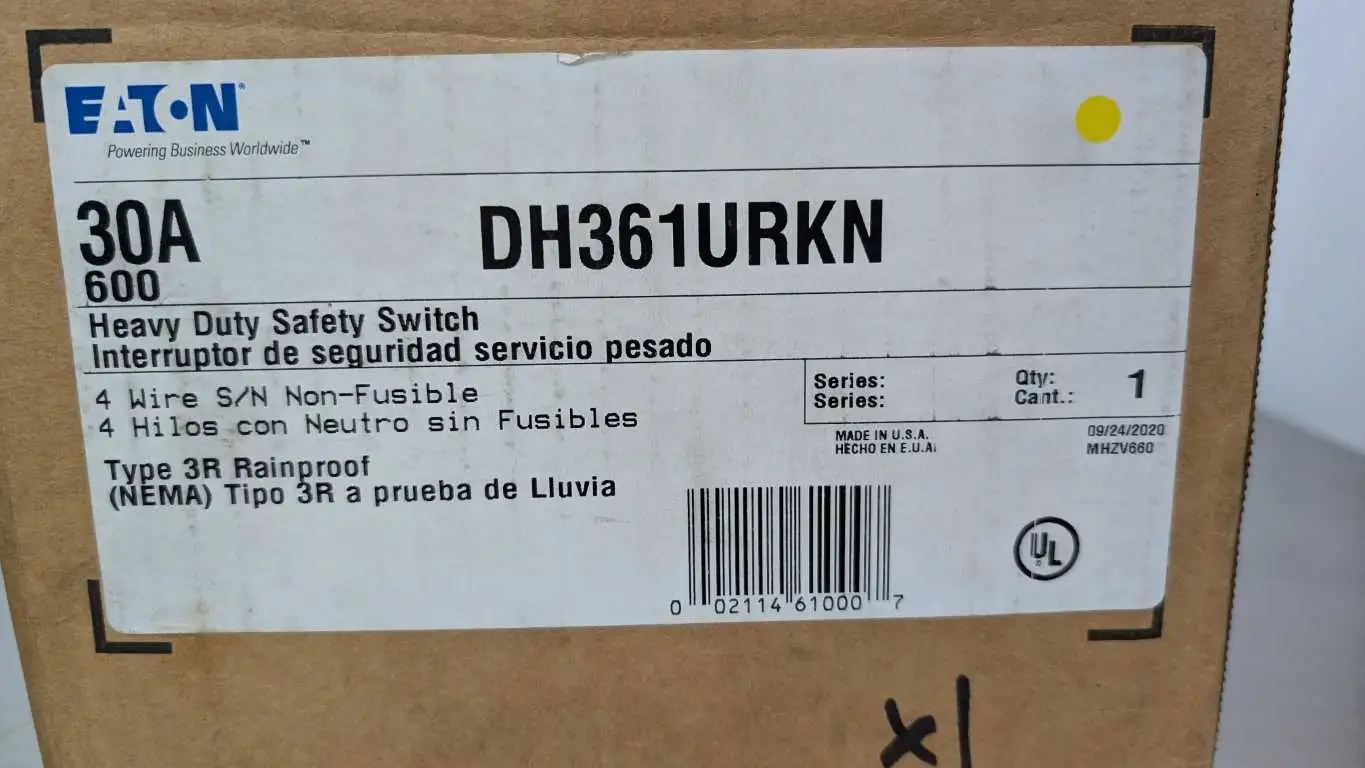 EATON
Powering Business Worldwide™
30A
DH361URKN
600
Heavy Duty Safety Switch
Interruptor de seguridad servicio pesado
4 Wire S/N Non-Fusible
4 Hilos con Neutro sin Fusibles
Series:
Series:
Qty:
Cant.:
1
MADE IN U.S.A.
HECHO EN E.U.A.
09/24/2020
MHZV660
Type 3R Rainproof
(NEMA) Tipo 3R a prueba de Lluvia
0 02114 61000 7
UL
X1